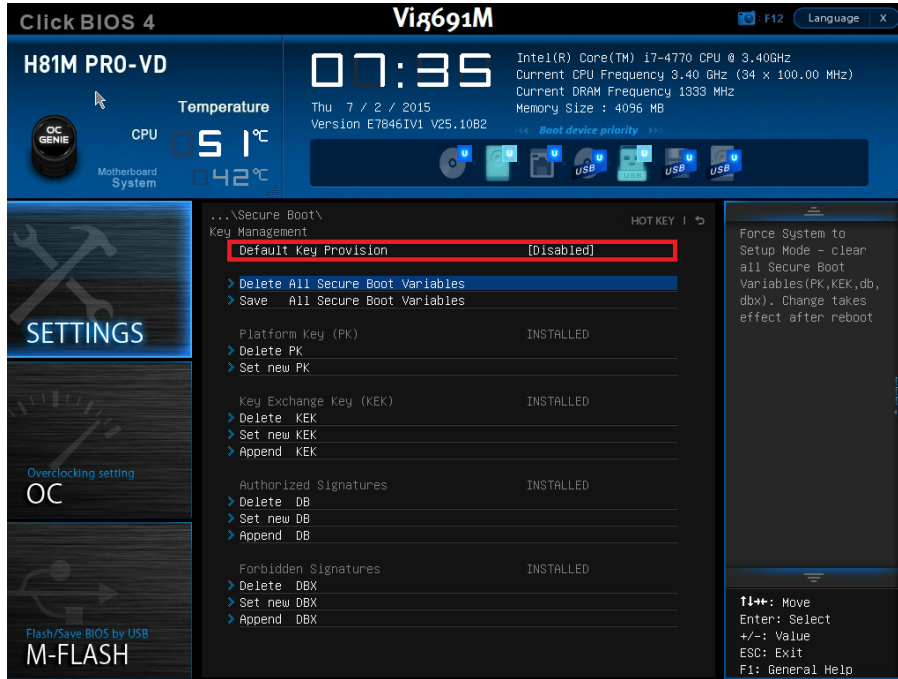 Click BIOS 4
Vig691M
F12
Language
X
H81M PRO-VD
OC
GENIE
Temperature
CPU
51°C
Motherboard
System
42°C
07:35
Thu 7 / 2 / 2015
Version E7846IV1 V25.10B2
Intel(R) Core(TM) i7-4770 CPU @ 3.40GHz
Current CPU Frequency 3.40 GHz (34 x 100.00 MHz)
Current DRAM Frequency 1333 MHz
Memory Size : 4096 MB
Boot device priority
U
U
U
USB U
USB U
USB U
USB U
SETTINGS
Overclocking setting
OC
Flash/Save BIOS by USB
M-FLASH
...\Secure Boot\
HOT KEY
Key Management
Default Key Provision [Disabled]
Delete All Secure Boot Variables
Save All Secure Boot Variables
Platform Key (PK) INSTALLED
Delete PK
Set new PK
Key Exchange Key (KEK) INSTALLED
Delete KEK
Set new KEK
Append KEK
Authorized Signatures INSTALLED
Delete DB
Set new DB
Append DB
Forbidden Signatures INSTALLED
Delete DBX
Set new DBX
Append DBX
Force System to
Setup Mode - clear
all Secure Boot
Variables(PK,KEK,db,
dbx). Change takes
effect after reboot
↑↓→←: Move
Enter: Select
+/-: Value
ESC: Exit
F1: General Help